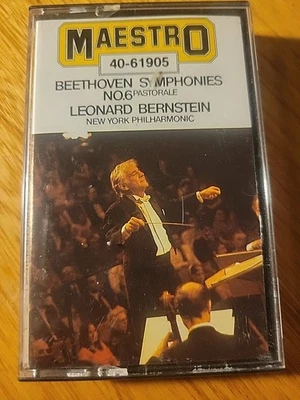 MAESTRO
40-61905
BEETHOVEN SYMPHONIES
NO.6 PASTORALE
LEONARD BERNSTEIN
NEW YORK PHILHARMONIC